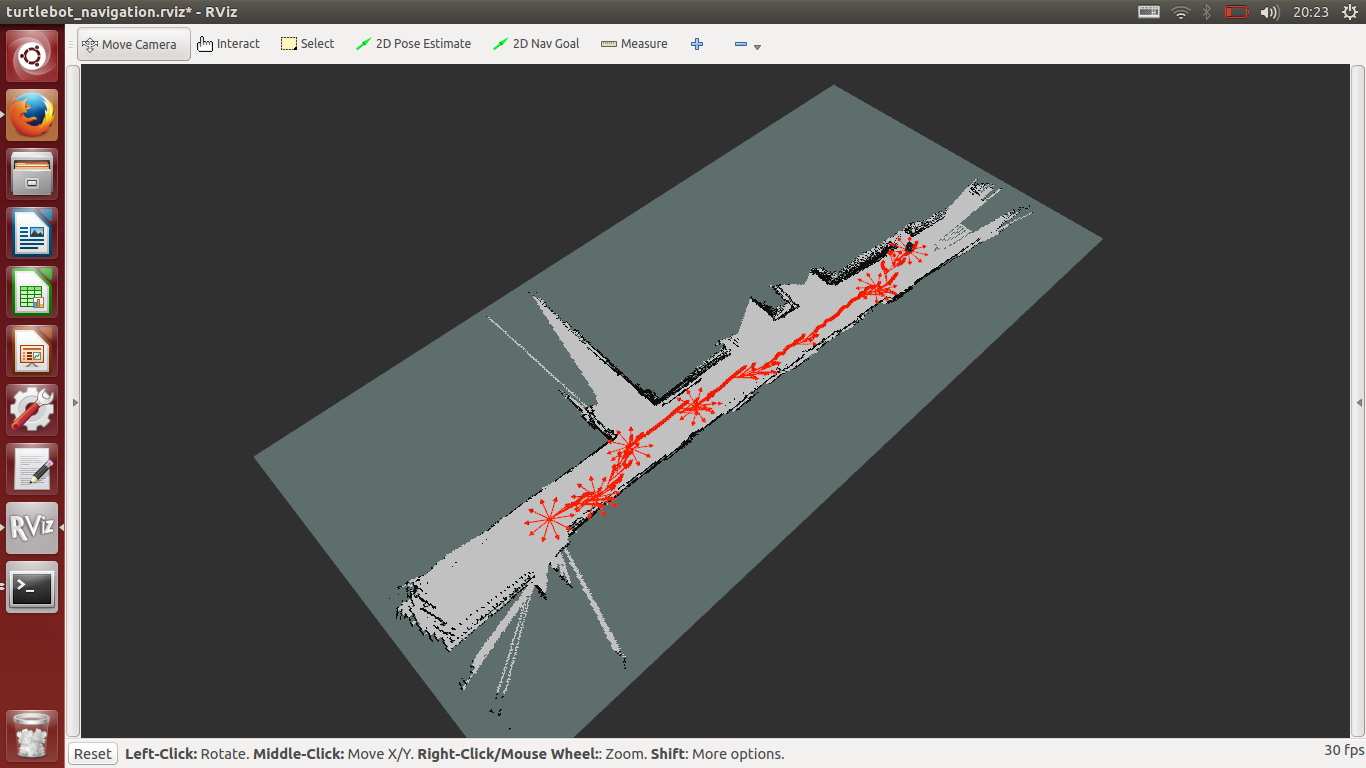 turtlebot_navigation.rviz* - RViz
20:23
Move Camera Interact Select 2D Pose Estimate 2D Nav Goal Measure
RViz
>_
Reset Left-Click: Rotate. Middle-Click: Move X/Y. Right-Click/Mouse Wheel:: Zoom. Shift: More options. 30 fps